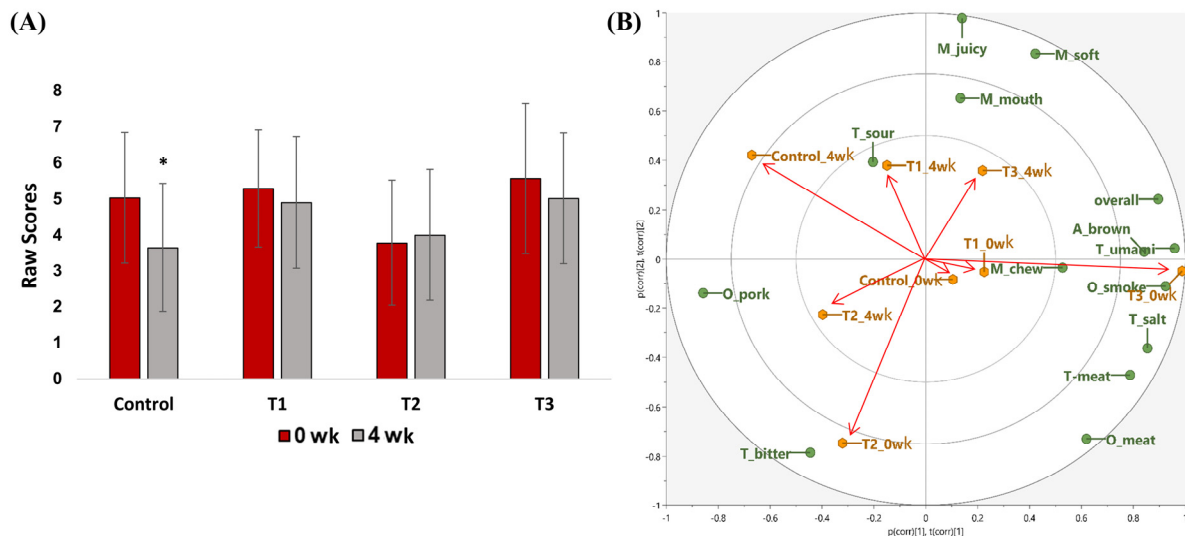 (A)
Raw Scores
8
7
6
5
4
3
2
1
0
*
Control
T1
T2
T3
0 wk
4 wk
(B)
p(corr)[2], t(corr)[2]
1
0.8
0.6
0.4
0.2
0
-0.2
-0.4
-0.6
-0.8
-1
M_juicy
M_soft
M_mouth
T_sour
Control_4wk
T1_4wk
T3_4wk
overall
A_brown
T_umami
T1_0wk
M_chew
Control_0wk
O_smoke
T3_0wk
O_pork
T2_4wk
T_salt
T-meat
O_meat
T2_0wk
T_bitter
-1
-0.8
-0.6
-0.4
-0.2
0
0.2
0.4
0.6
0.8
1
p(corr)[1], t(corr)[1]